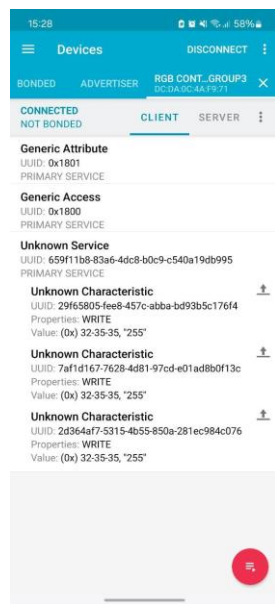 15:28
58%
Devices
DISCONNECT
BONDED
ADVERTISER
RGB CONT...GROUP3
DC:DA:0C:4A:F9:71
CONNECTED
NOT BONDED
CLIENT
SERVER
Generic Attribute
UUID: 0x1801
PRIMARY SERVICE
Generic Access
UUID: 0x1800
PRIMARY SERVICE
Unknown Service
UUID: 659f11b8-83a6-4dc8-b0c9-c540a19db995
PRIMARY SERVICE
Unknown Characteristic
UUID: 29f65805-fee8-457c-abba-bd93b5c176f4
Properties: WRITE
Value: (0x) 32-35-35, "255"
Unknown Characteristic
UUID: 7af1d167-7628-4d81-97cd-e01ad8b0f13c
Properties: WRITE
Value: (0x) 32-35-35, "255"
Unknown Characteristic
UUID: 2d364af7-5315-4b55-850a-281ec984c076
Properties: WRITE
Value: (0x) 32-35-35, "255"